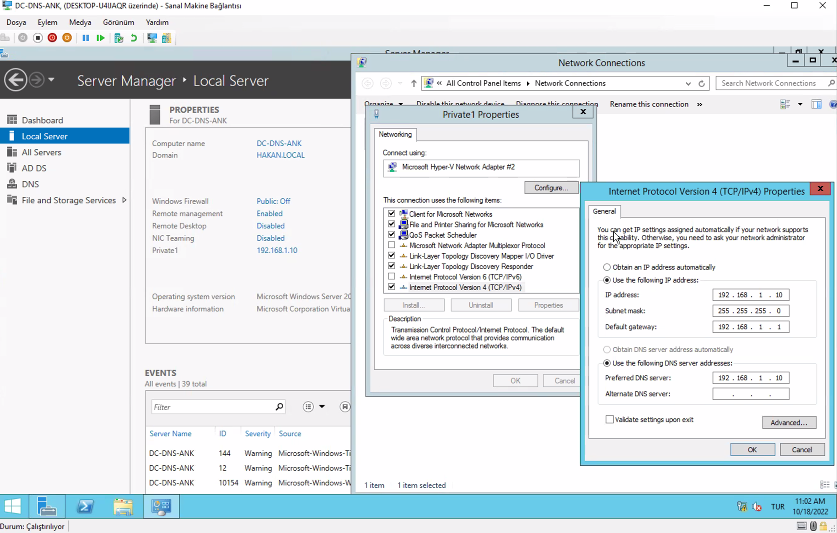 DC-DNS-ANK, (DESKTOP-U4UAQR üzerinde) - Sanal Makine Bağlantısı
Dosya Eylem Medya Görünüm Yardım
Server Manager
Server Manager • Local Server
Dashboard
Local Server
All Servers
AD DS
DNS
File and Storage Services
PROPERTIES
For DC-DNS-ANK
Computer name DC-DNS-ANK
Domain HAKAN.LOCAL
Windows Firewall Public: Off
Remote management Enabled
Remote Desktop Disabled
NIC Teaming Disabled
Private1 192.168.1.10
Operating system version Microsoft Windows Server 20
Hardware information Microsoft Corporation Virtua
EVENTS
All events | 39 total
Filter
Server Name ID Severity Source
DC-DNS-ANK 144 Warning Microsoft-Windows-Ti
DC-DNS-ANK 12 Warning Microsoft-Windows-Ti
DC-DNS-ANK 10154 Warning Microsoft-Windows-W
Network Connections
« All Control Panel Items Network Connections
Search Network Connections
Organize Disable this network device Diagnose this connection Rename this connection »
1 item 1 item selected
Private1 Properties
Networking
Connect using:
Microsoft Hyper-V Network Adapter #2
Configure...
This connection uses the following items:
Client for Microsoft Networks
File and Printer Sharing for Microsoft Networks
QoS Packet Scheduler
Microsoft Network Adapter Multiplexor Protocol
Link-Layer Topology Discovery Mapper I/O Driver
Link-Layer Topology Discovery Responder
Internet Protocol Version 6 (TCP/IPv6)
Internet Protocol Version 4 (TCP/IPv4)
Install... Uninstall Properties
Description
Transmission Control Protocol/Internet Protocol. The default
wide area network protocol that provides communication
across diverse interconnected networks.
OK Cancel
Internet Protocol Version 4 (TCP/IPv4) Properties
General
You can get IP settings assigned automatically if your network supports
this capability. Otherwise, you need to ask your network administrator
for the appropriate IP settings.
Obtain an IP address automatically
Use the following IP address:
IP address: 192 . 168 . 1 . 10
Subnet mask: 255 . 255 . 255 . 0
Default gateway: 192 . 168 . 1 . 1
Obtain DNS server address automatically
Use the following DNS server addresses:
Preferred DNS server: 192 . 168 . 1 . 10
Alternate DNS server: . . .
Validate settings upon exit
Advanced...
OK Cancel
TUR 11:02 AM
10/18/2022
Durum: Çalıştırılıyor